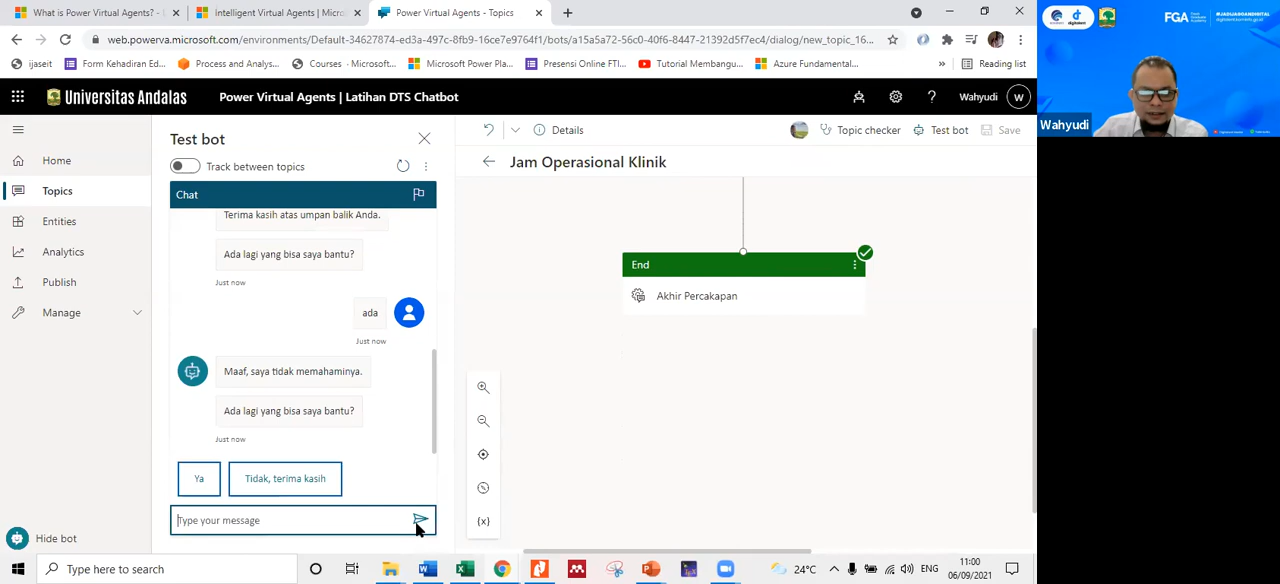 What is Power Virtual Agents? -
Intelligent Virtual Agents | Micro
Power Virtual Agents - Topics
web.powerva.microsoft.com/environments/Default-34627874-ed3a-497c-8fb9-16ce7e9764f1/bots/a15a5a72-56c0-40f6-8447-21392d5f7ec4/dialog/new_topic_16...
ijaseit
Form Kehadiran Ed...
Process and Analys...
Courses - Microsoft...
Microsoft Power Pla...
Presensi Onlline FTI...
Tutorial Membangu...
Azure Fundamental...
»
Reading list
FGA
Wahyudi
Universitas Andalas
Power Virtual Agents | Latihan DTS Chatbot
?
Wahyudi
W
Home
Topics
Entities
Analytics
Publish
Manage
Hide bot
Test bot
Track between topics
Chat
Terima kasih atas umpan balik Anda.
Ada lagi yang bisa saya bantu?
Just now
ada
Just now
Maaf, saya tidak memahaminya.
Ada lagi yang bisa saya bantu?
Just now
Ya
Tidak, terima kasih
Type your message
Details
Topic checker
Test bot
Save
Jam Operasional Klinik
End
Akhir Percakapan
{x}
Type here to search
24°C
ENG
11:00
06/09/2021